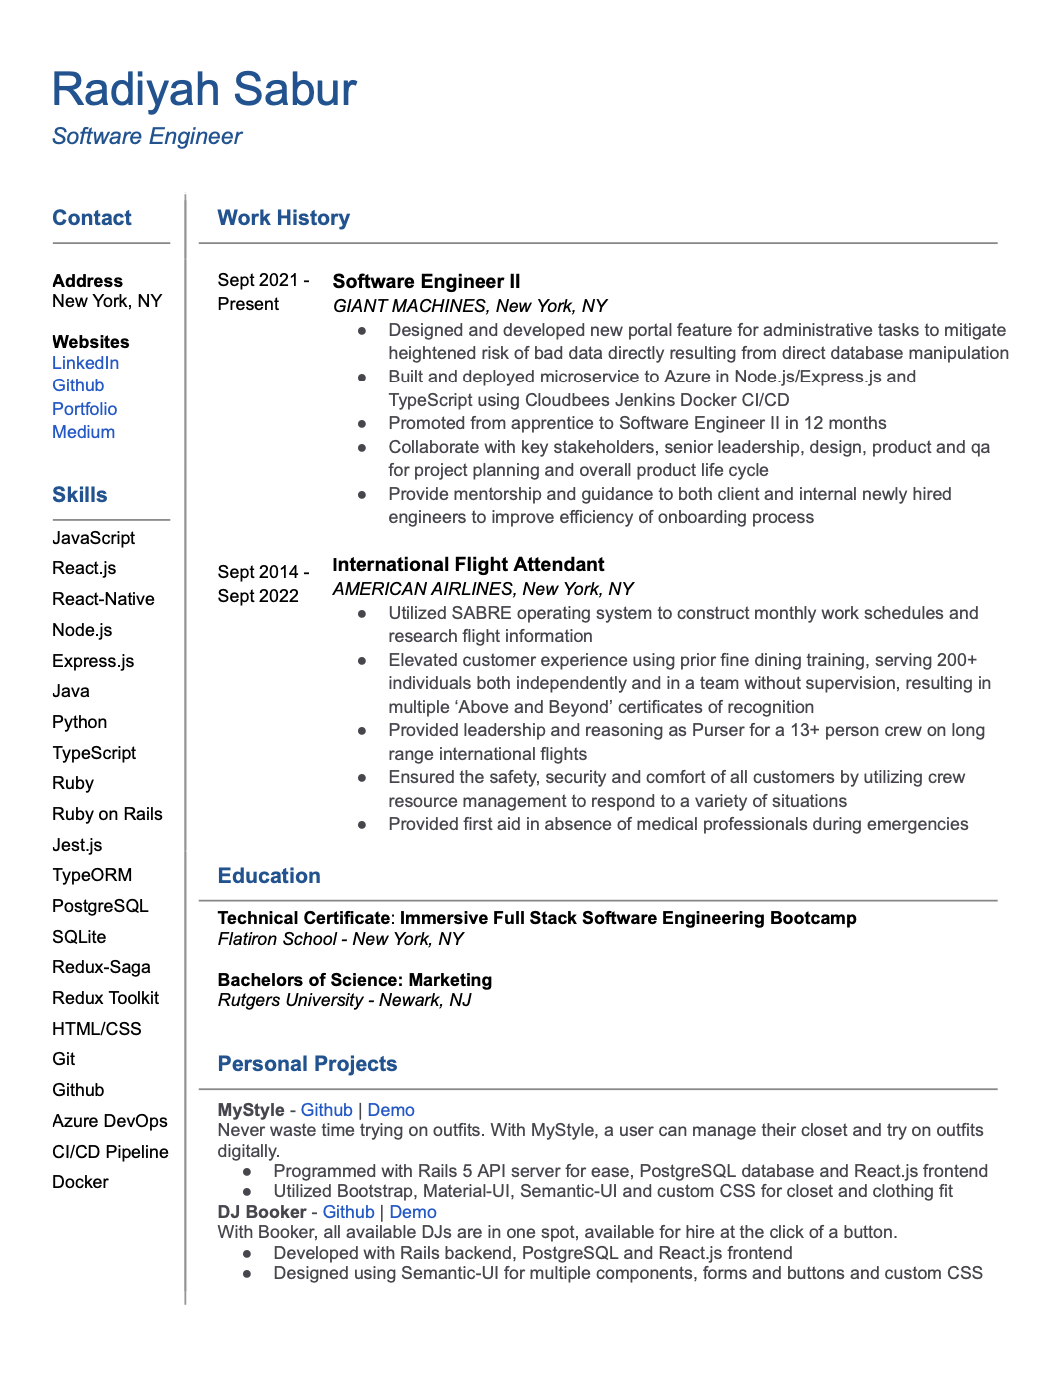 Radiyah Sabur
Software Engineer
Contact
Address
New York, NY
Websites
LinkedIn
Github
Portfolio
Medium
Skills
JavaScript
React.js
React-Native
Node.js
Express.js
Java
Python
TypeScript
Ruby
Ruby on Rails
Jest.js
TypeORM
PostgreSQL
SQLite
Redux-Saga
Redux Toolkit
HTML/CSS
Git
Github
Azure DevOps
CI/CD Pipeline
Docker
Work History
Sept 2021 -
Present
Software Engineer II
GIANT MACHINES, New York, NY
● Designed and developed new portal feature for administrative tasks to mitigate
heightened risk of bad data directly resulting from direct database manipulation
● Built and deployed microservice to Azure in Node.js/Express.js and
TypeScript using Cloudbees Jenkins Docker CI/CD
● Promoted from apprentice to Software Engineer II in 12 months
● Collaborate with key stakeholders, senior leadership, design, product and qa
for project planning and overall product life cycle
● Provide mentorship and guidance to both client and internal newly hired
engineers to improve efficiency of onboarding process
Sept 2014 -
Sept 2022
International Flight Attendant
AMERICAN AIRLINES, New York, NY
● Utilized SABRE operating system to construct monthly work schedules and
research flight information
● Elevated customer experience using prior fine dining training, serving 200+
individuals both independently and in a team without supervision, resulting in
multiple ‘Above and Beyond’ certificates of recognition
● Provided leadership and reasoning as Purser for a 13+ person crew on long
range international flights
● Ensured the safety, security and comfort of all customers by utilizing crew
resource management to respond to a variety of situations
● Provided first aid in absence of medical professionals during emergencies
Education
Technical Certificate: Immersive Full Stack Software Engineering Bootcamp
Flatiron School - New York, NY
Bachelors of Science: Marketing
Rutgers University - Newark, NJ
Personal Projects
MyStyle - Github | Demo
Never waste time trying on outfits. With MyStyle, a user can manage their closet and try on outfits
digitally.
● Programmed with Rails 5 API server for ease, PostgreSQL database and React.js frontend
● Utilized Bootstrap, Material-UI, Semantic-UI and custom CSS for closet and clothing fit
DJ Booker - Github | Demo
With Booker, all available DJs are in one spot, available for hire at the click of a button.
● Developed with Rails backend, PostgreSQL and React.js frontend
● Designed using Semantic-UI for multiple components, forms and buttons and custom CSS